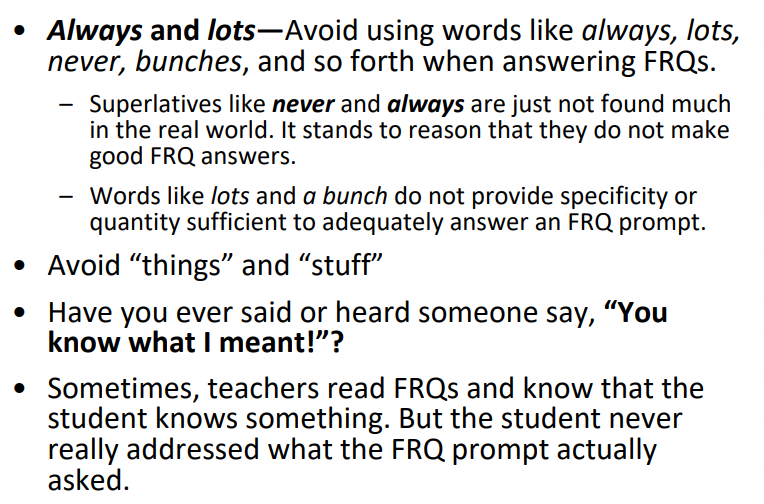 • Always and lots—Avoid using words like always, lots,
never, bunches, and so forth when answering FRQs.
– Superlatives like never and always are just not found much
in the real world. It stands to reason that they do not make
good FRQ answers.
– Words like lots and a bunch do not provide specificity or
quantity sufficient to adequately answer an FRQ prompt.
• Avoid “things” and “stuff”
• Have you ever said or heard someone say, “You
know what I meant!”?
• Sometimes, teachers read FRQs and know that the
student knows something. But the student never
really addressed what the FRQ prompt actually
asked.